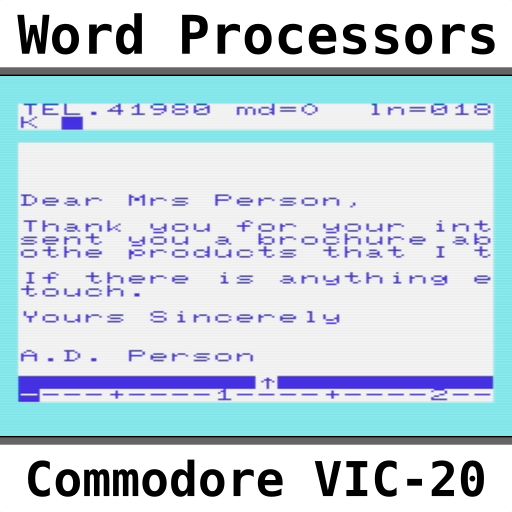 Word Processors
TEL.41980 md=O ln=018
K
Dear Mrs Person,
Thank you for your int
sent you a brochure ab
othe products that I t
If there is anything e
touch.
Yours Sincerely
A.D. Person
↑
----+----1----+----2--
Commodore VIC-20